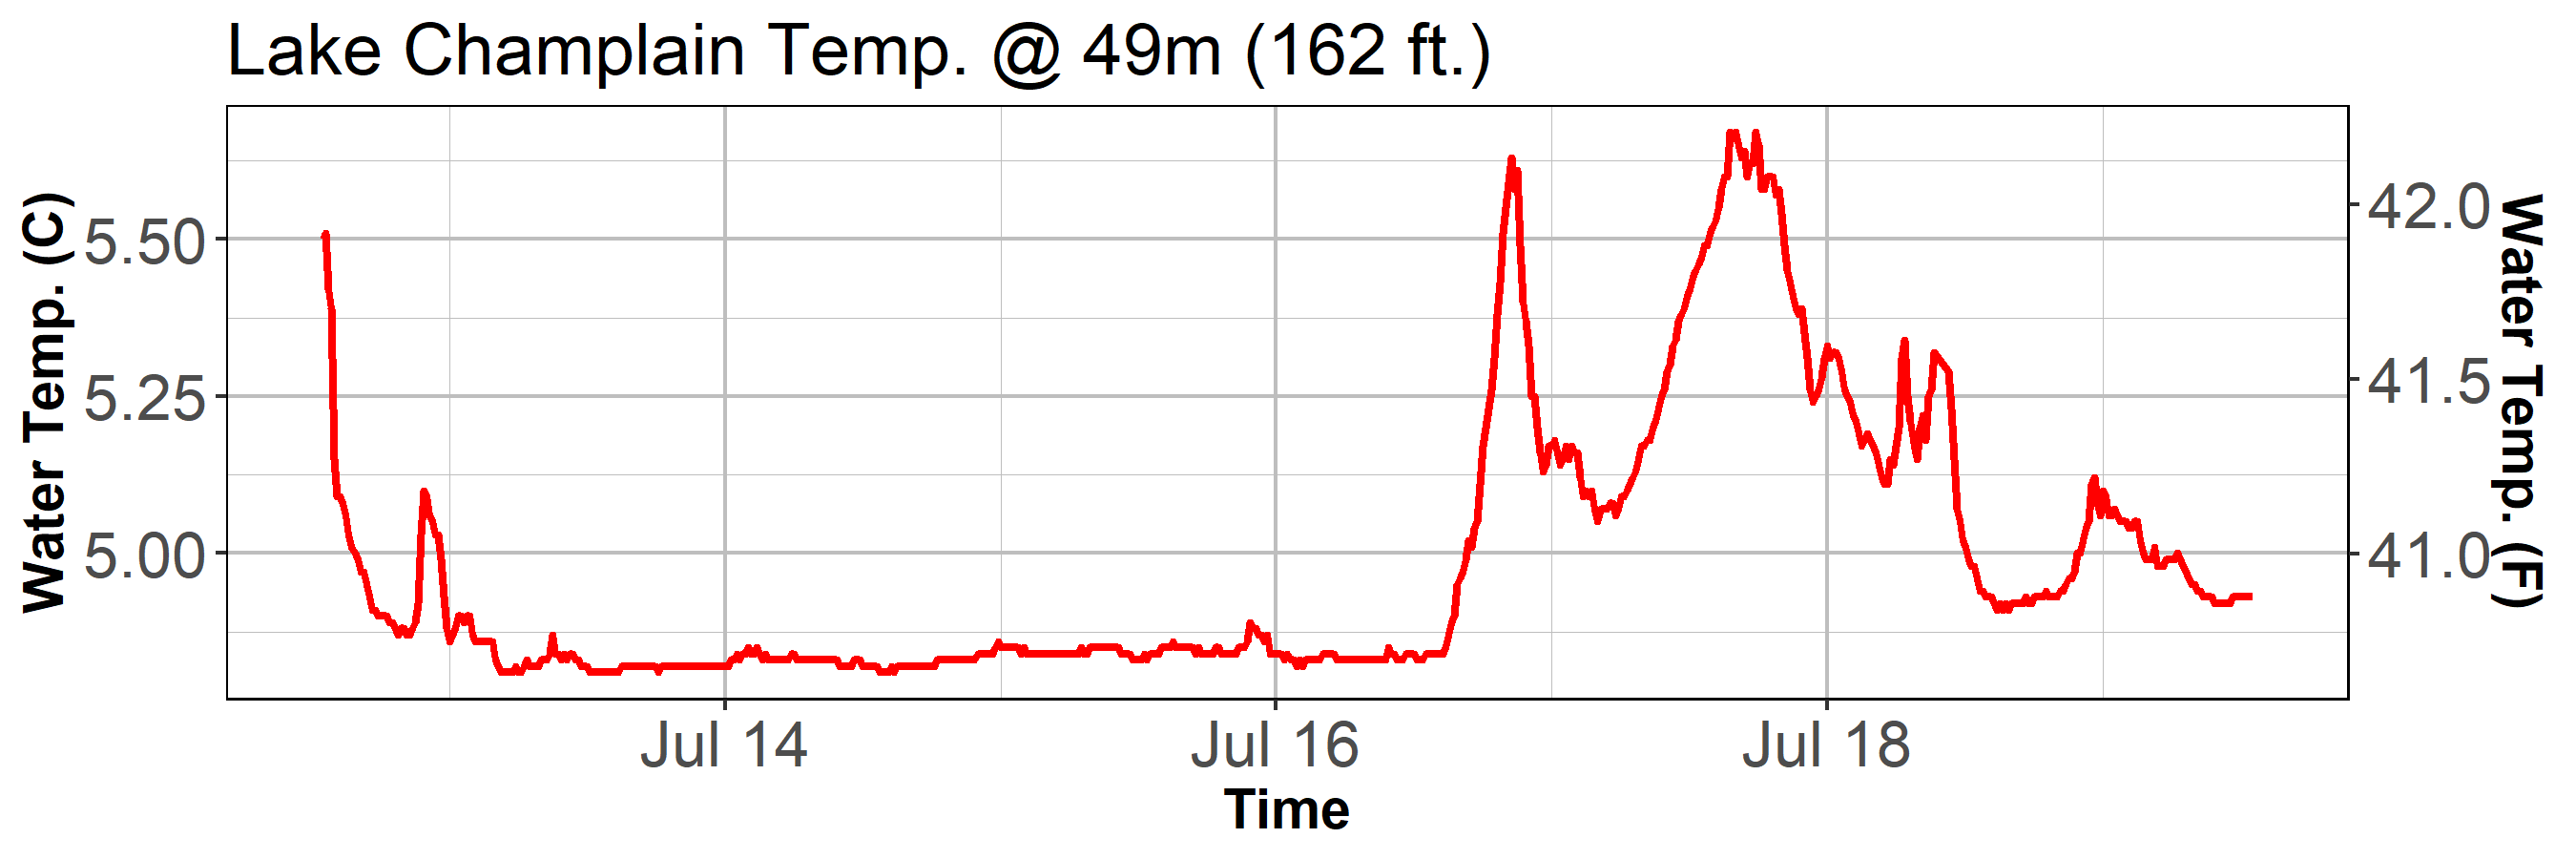 Lake Champlain Temp. @ 49m (162 ft.)
Water Temp. (C)
5.50
5.25
5.00
42.0
41.5
41.0
Water Temp. (F)
Jul 14
Jul 16
Jul 18
Time